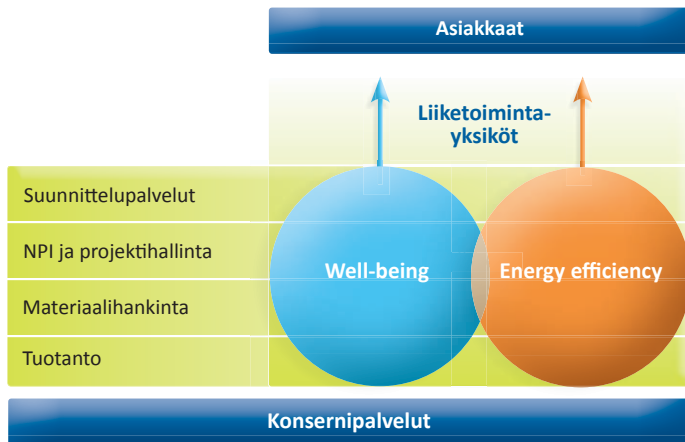 Asiakkaat
Liiketoiminta-
yksiköt
Suunnittelupalvelut
NPI ja projektihallinta
Materiaalihankinta
Tuotanto
Well-being
Energy efficiency
Konsernipalvelut